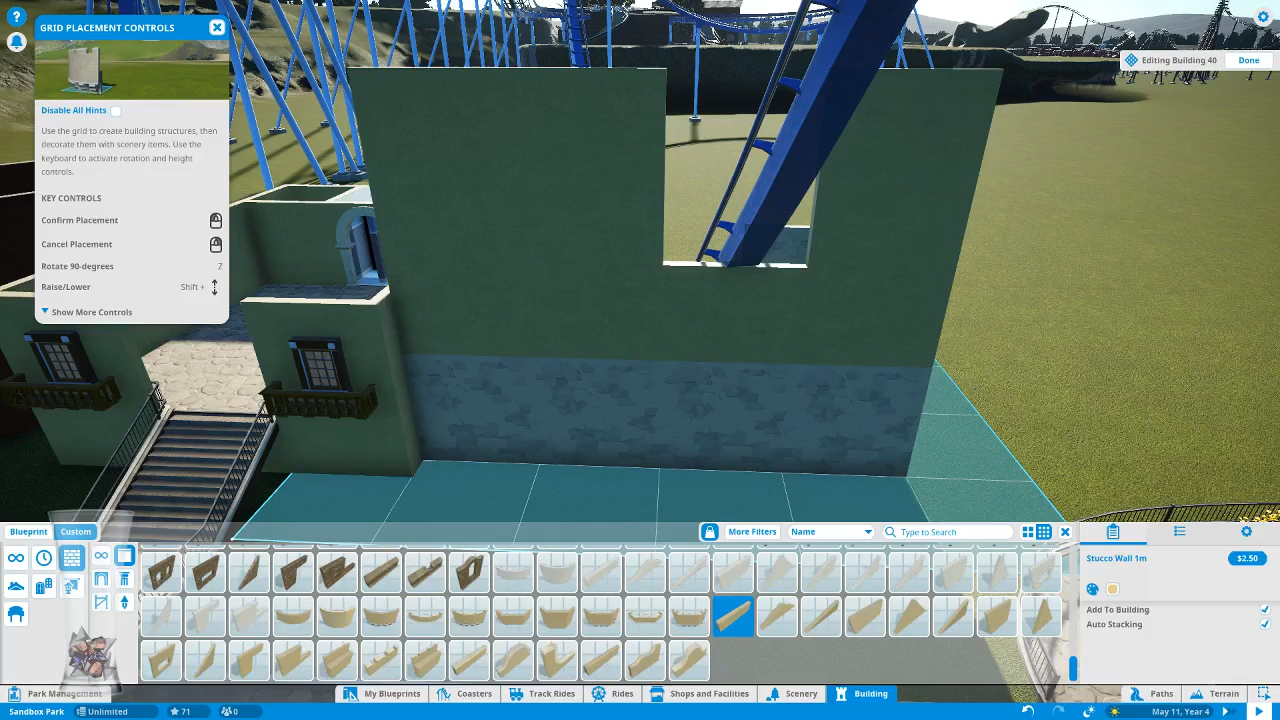 GRID PLACEMENT CONTROLS
Editing Building 40
Done
Disable All Hints
Use the grid to create building structures, then
decorate them with scenery items. Use the
keyboard to activate rotation and height
controls.
KEY CONTROLS
Confirm Placement
Cancel Placement
Rotate 90-degrees Z
Raise/Lower Shift +
Show More Controls
Blueprint Custom
More Filters
Name
Type to Search
Stucco Wall 1m
$2.50
Add To Building
Auto Stacking
Park Management
My Blueprints
Coasters
Track Rides
Rides
Shops and Facilities
Scenery
Building
Paths
Terrain
Sandbox Park
Unlimited
71
0
May 11, Year 4